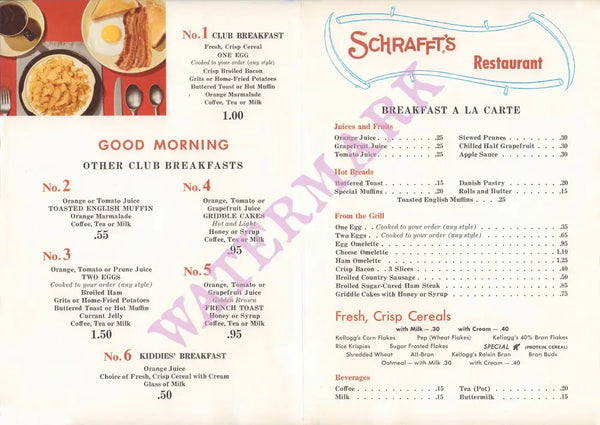 No.1 CLUB BREAKFAST
Fresh, Crisp Cereal
ONE EGG
Cooked to your order (any style)
Crisp Broiled Bacon
Grits or Home-Fried Potatoes
Buttered Toast or Hot Muffin
Orange Marmalade
Coffee, Tea or Milk
1.00
GOOD MORNING
OTHER CLUB BREAKFASTS
No. 2
Orange or Tomato Juice
TOASTED ENGLISH MUFFIN
Orange Marmalade
Coffee, Tea or Milk
.55
No. 3
Orange, Tomato or Prune Juice
TWO EGGS
Cooked to your order (any style)
Broiled Ham
Grits or Home-Fried Potatoes
Buttered Toast or Hot Muffin
Currant Jelly
Coffee, Tea or Milk
1.50
No. 4
Orange, Tomato or
Grapefruit Juice
GRIDDLE CAKES
Hot and Light
Honey or Syrup
Coffee, Tea or Milk
.95
No. 5
Orange, Tomato or
Grapefruit Juice
Golden Brown
FRENCH TOAST
Honey or Syrup
Coffee, Tea or Milk
.95
No. 6 KIDDIES' BREAKFAST
Orange Juice
Choice of Fresh, Crisp Cereal with Cream
Glass of Milk
.50
SCHRAFFT'S
Restaurant
BREAKFAST A LA CARTE
Juices and Fruits
Orange Juice . . . . . . . .25 Stewed Prunes . . . . . . . .30
Grapefruit Juice . . . . . . .25 Chilled Half Grapefruit . . . .30
Tomato Juice . . . . . . . .25 Apple Sauce . . . . . . . .30
Hot Breads
Buttered Toast . . . . . . .15 Danish Pastry . . . . . . . .20
Special Muffins . . . . . . .20 Rolls and Butter . . . . . . .15
Toasted English Muffins . . . .25
From the Grill
One Egg . . Cooked to your order (any style) . . . . . . . .35
Two Eggs . . Cooked to your order (any style) . . . . . . . .65
Egg Omelette . . . . . . . .95
Cheese Omelette . . . . . . . .1.10
Ham Omelette . . . . . . . .1.25
Crisp Bacon . . 3 Slices . . . . . . . .40
Broiled Country Sausage . . . . . . . .50
Broiled Sugar-Cured Ham Steak . . . . . . . .85
Griddle Cakes with Honey or Syrup . . . . . . . .75
Fresh, Crisp Cereals
with Milk — .30 with Cream — .40
Kellogg's Corn Flakes Pep (Wheat Flakes) Kellogg's 40% Bran Flakes
Rice Krispies Sugar Frosted Flakes SPECIAL K (PROTEIN CEREAL)
Shredded Wheat All-Bran Kellogg's Raisin Bran Bran Buds
Oatmeal — with Milk .30 with Cream — .40
Beverages
Coffee . . . . . . . .15 Tea (Pot) . . . . . . . .20
Milk . . . . . . . .15 Buttermilk . . . . . . . .15
WATERMARK